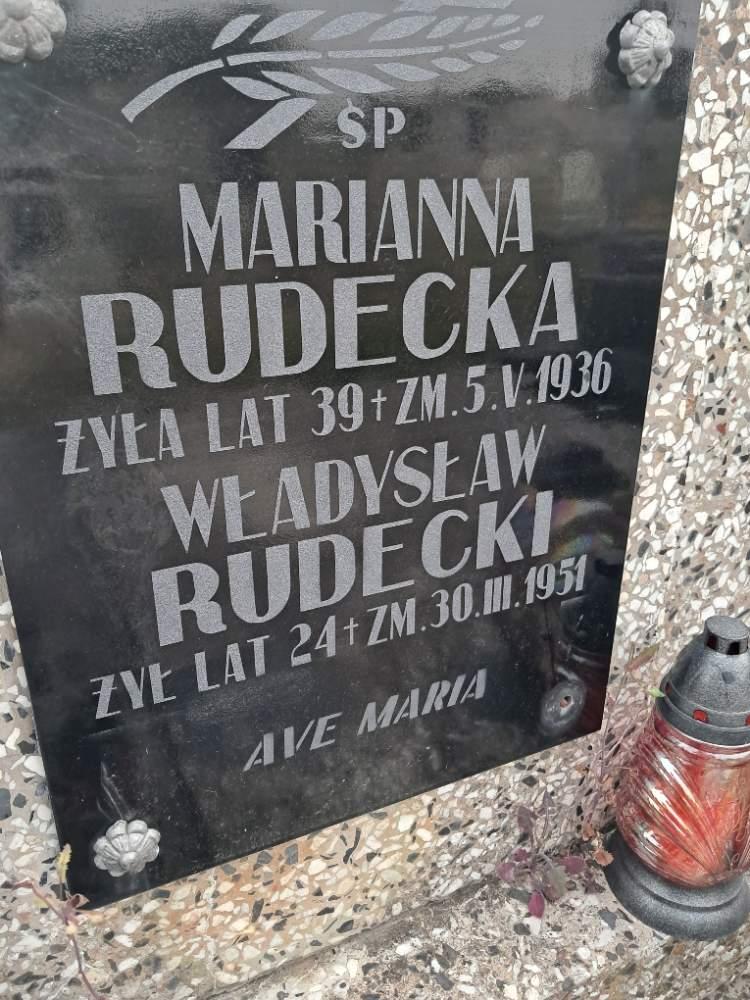 ŚP
MARIANNA
RUDECKA
ŻYŁA LAT 39 † ZM. 5. V. 1936
WŁADYSŁAW
RUDECKI
ŻYŁ LAT 24 † ZM. 30. III. 1951
AVE MARIA